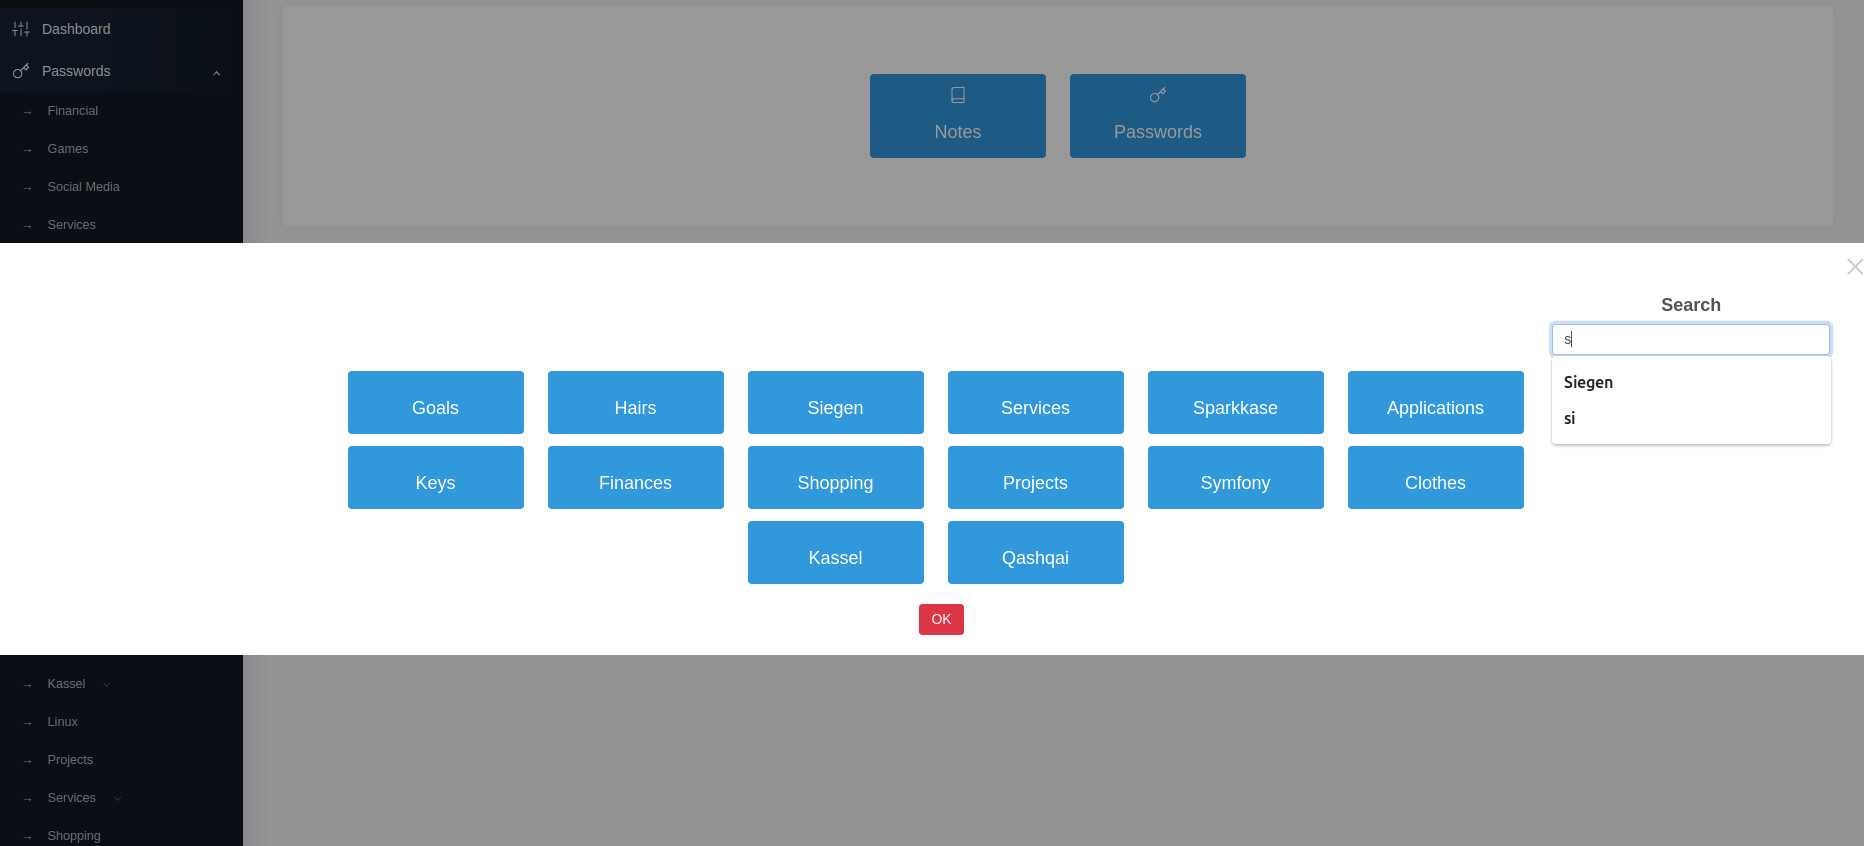 Dashboard
Passwords
Financial
Games
Social Media
Services
Notes
Passwords
Search
s
Siegen
si
Goals
Hairs
Siegen
Services
Sparkkase
Applications
Keys
Finances
Shopping
Projects
Symfony
Clothes
Kassel
Qashqai
OK
Kassel
Linux
Projects
Services
Shopping